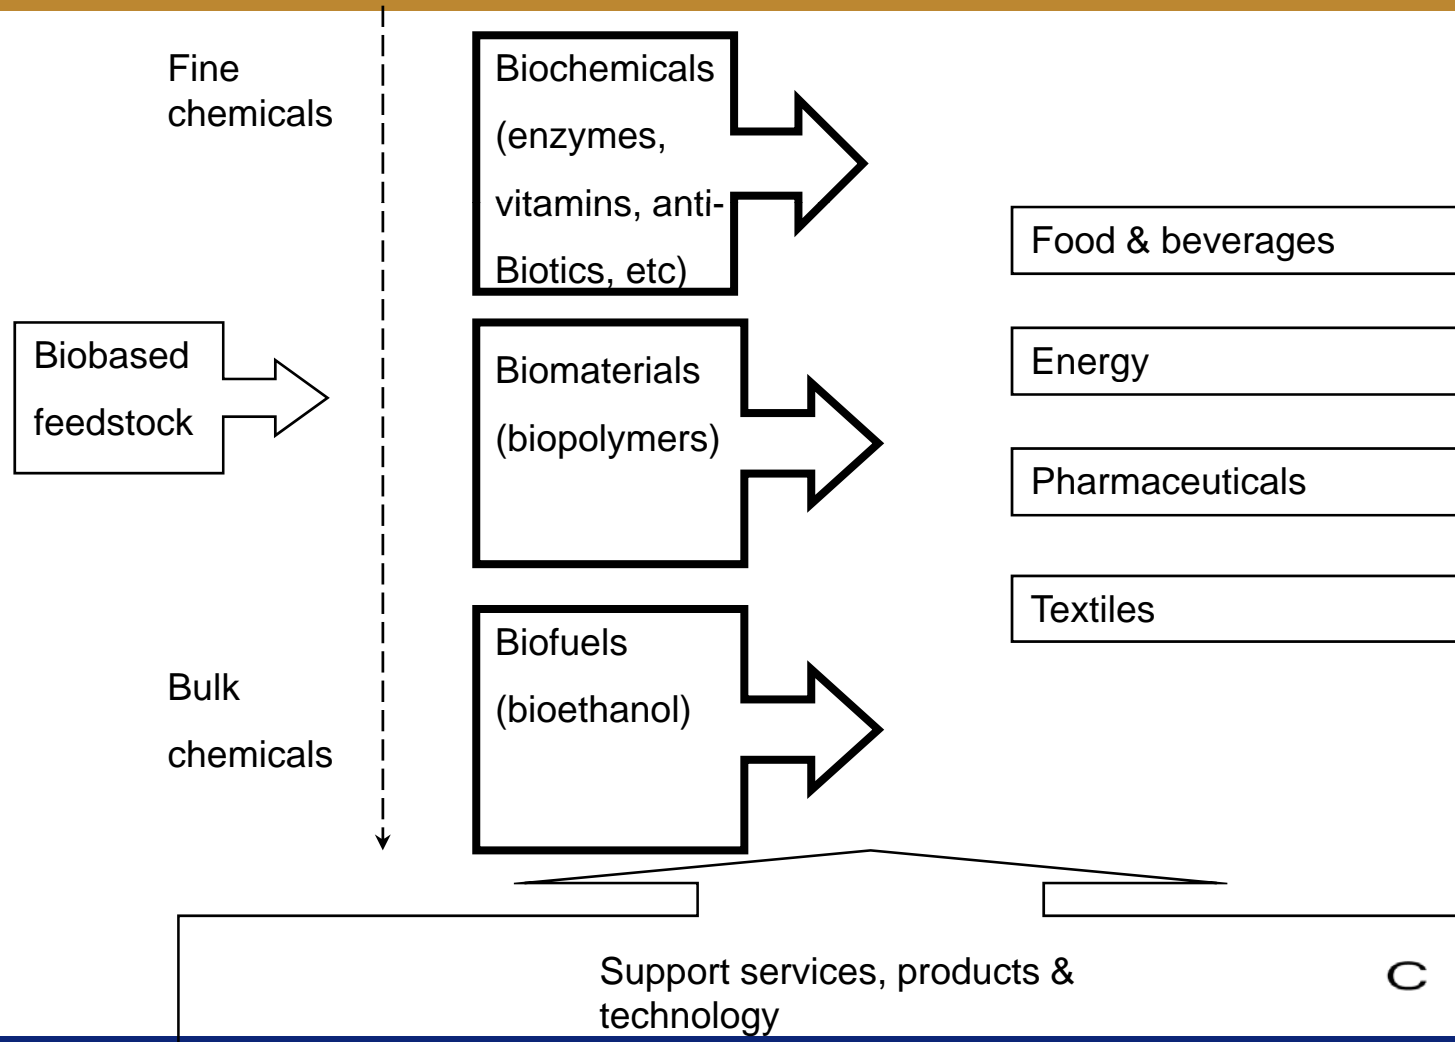 Fine
chemicals
Biochemicals
(enzymes,
vitamins, anti-
Biotics, etc)
Biobased
feedstock
Biomaterials
(biopolymers)
Bulk
chemicals
Biofuels
(bioethanol)
Food & beverages
Energy
Pharmaceuticals
Textiles
Support services, products &
technology
C